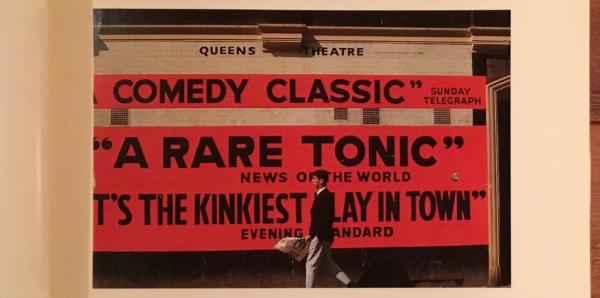 QUEENS THEATRE
A COMEDY CLASSIC" SUNDAY TELEGRAPH
"A RARE TONIC"
NEWS OF THE WORLD
T'S THE KINKIEST LAY IN TOWN"
EVENING ANDARD